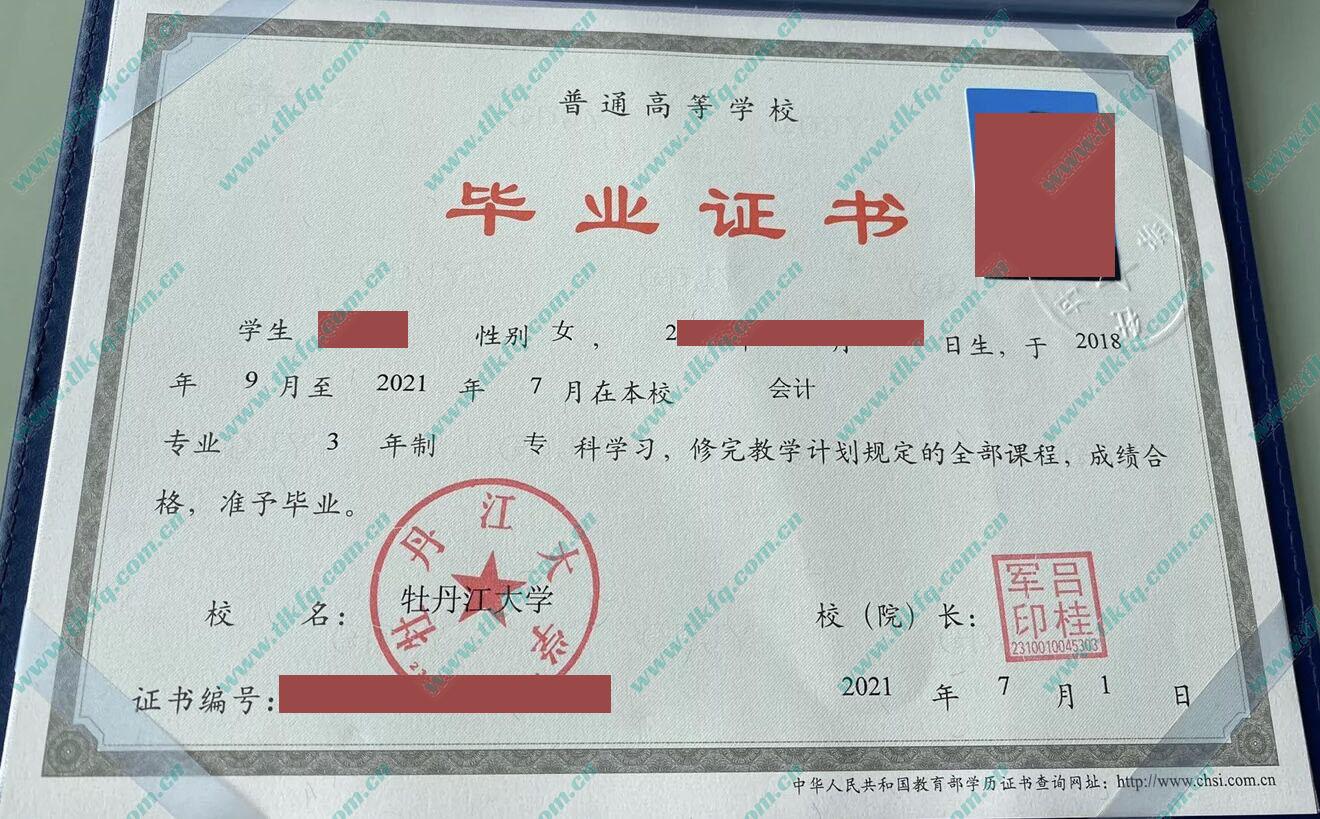 普通高等学校
毕业证书
学生 性别 女， 2 年 月 日生，于 2018
年 9 月至 2021 年 7 月在本校 会计
专业 3 年制 专 科学习，修完教学计划规定的全部课程，成绩合
格，准予毕业。
牡丹江大学
校 名： 牡丹江大学
校（院）长：
吕桂军印
2310010045303
证书编号：
2021 年 7 月 1 日
中华人民共和国教育部学历证书查询网址：http://www.chsi.com.cn
www.tlkfq.com.cn